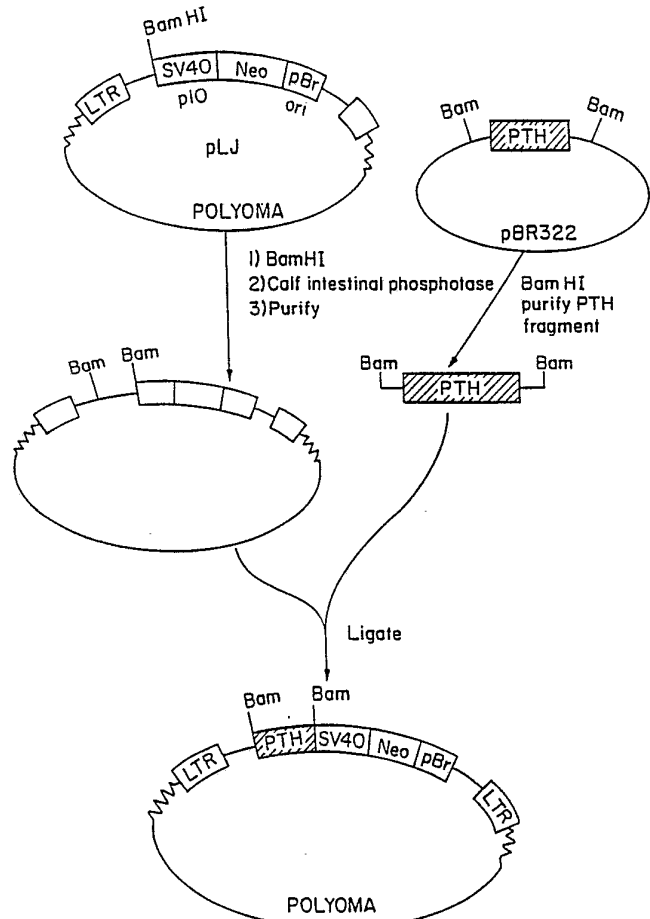 Bam HI
LTR
SV40
Neo
pBr
pIO
ori
pLJ
POLYOMA
Bam
PTH
Bam
pBR322
1) BamHI
2) Calf intestinal phosphotase
3) Purify
Bam HI
purify PTH
fragment
Bam
Bam
Bam
PTH
Bam
Ligate
Bam
Bam
LTR
PTH
SV40
Neo
pBr
LTR
POLYOMA